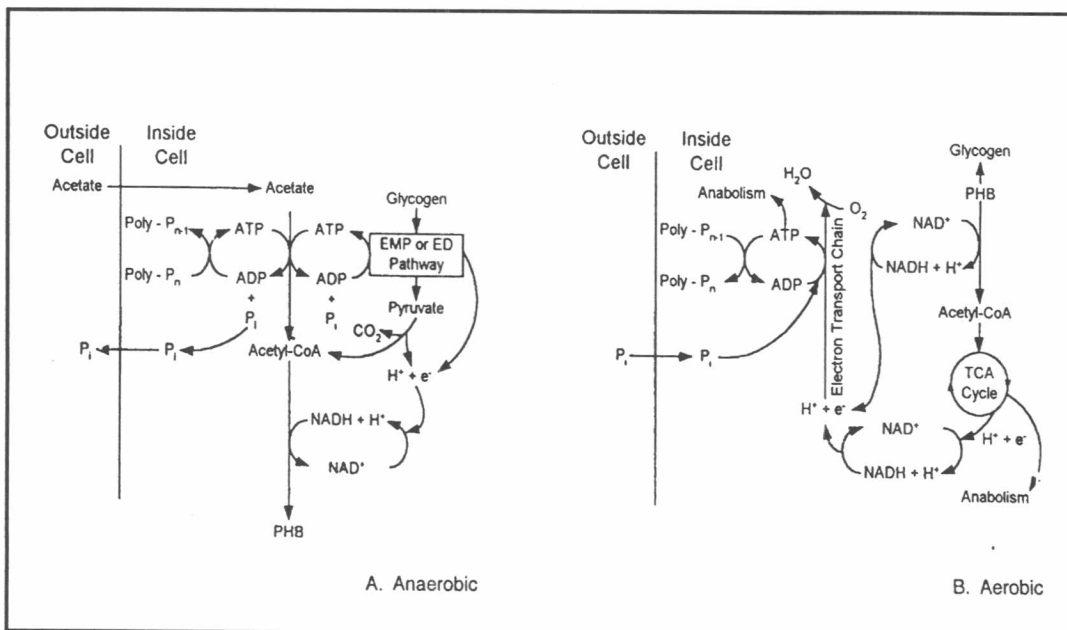 Outside Cell
Inside Cell
Acetate
Acetate
Glycogen
Poly - Pn-1
ATP
ATP
EMP or ED Pathway
Poly - Pn
ADP + Pi
ADP + Pi
Pyruvate
CO2
Pi
Pi
Acetyl-CoA
H+ + e-
NADH + H+
NAD+
PHB
A. Anaerobic
Outside Cell
Inside Cell
Glycogen
H2O
Anabolism
O2
PHB
NAD+
Poly - Pn-1
ATP
Electron Transport Chain
NADH + H+
Poly - Pn
ADP
Acetyl-CoA
Pi
Pi
TCA Cycle
H+ + e-
NAD+
H+ + e-
NADH + H+
Anabolism
B. Aerobic